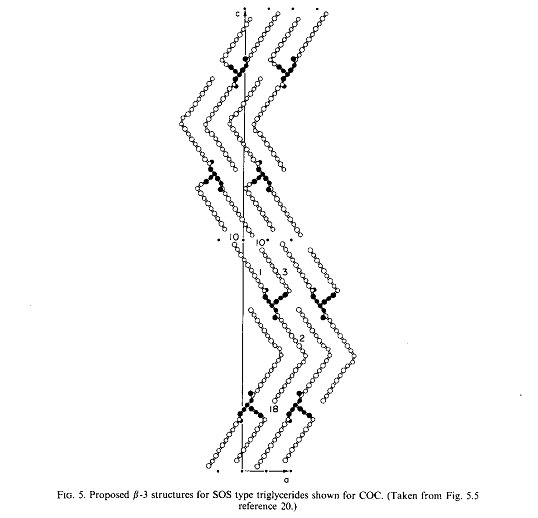 c
10 10
1 3
2
18
a
FIG. 5. Proposed β-3 structures for SOS type triglycerides shown for COC. (Taken from Fig. 5.5
reference 20.)